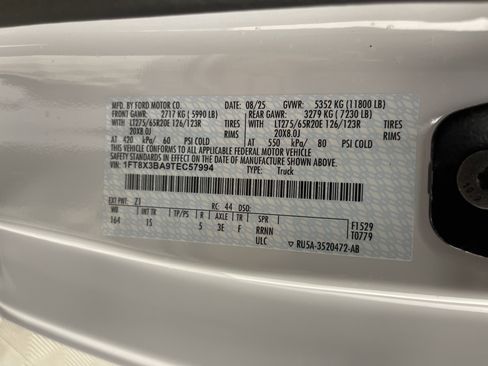 MFD. BY FORD MOTOR CO. 08/25 GVWR: 5352 KG (11800 LB)
FRONT GAWR: 2717 KG (5990 LB) REAR GAWR: 3279 KG (7230 LB)
WITH LT275/65R20E 126/123R TIRES WITH LT275/65R20E 126/123R TIRES
20X8.0J RIMS 20X8.0J RIMS
AT 420 kPa/ 60 PSI COLD AT 550 kPa/ 80 PSI COLD
THIS VEHICLE CONFORMS TO ALL APPLICABLE FEDERAL MOTOR VEHICLE
SAFETY STANDARDS IN EFFECT ON THE DATE OF MANUFACTURE SHOWN ABOVE.
VIN: 1FT8X3BA9TEC57994 TYPE: Truck
EXT PNT: Z1 RC: 44 DSO:
WB INT TR TP/PS R AXLE TR SPR F1529
164 1S 5 3E F RRNN T0779
ULC RU5A-3520472-AB